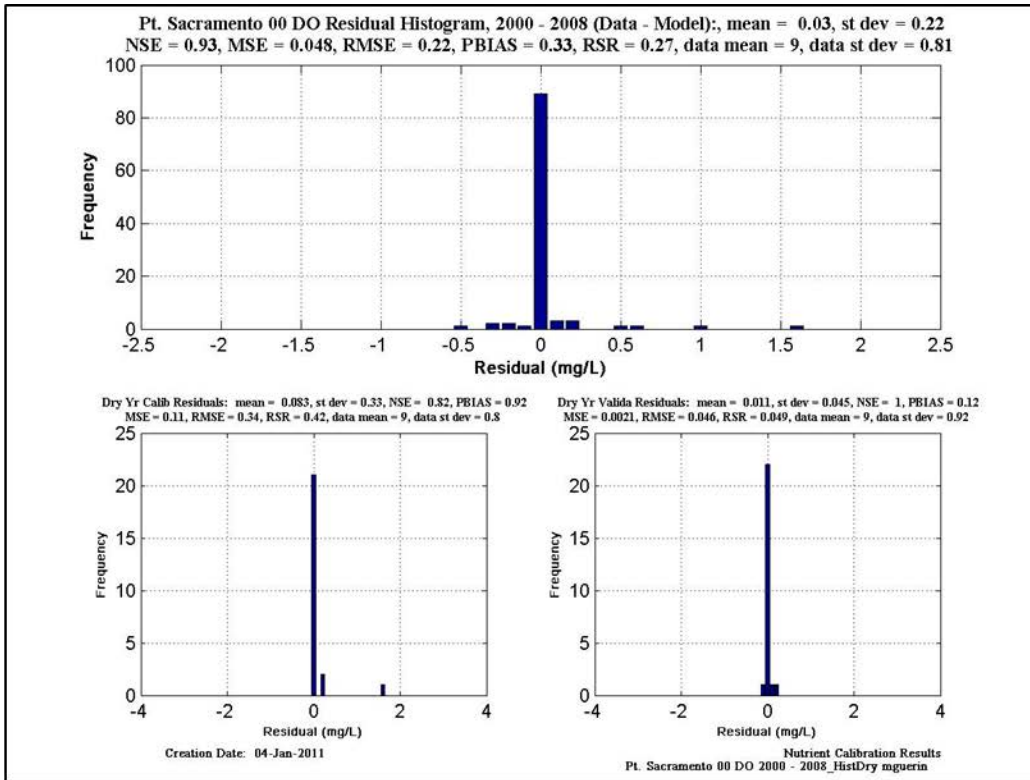 Pt. Sacramento 00 DO Residual Histogram, 2000 - 2008 (Data - Model):, mean = 0.03, st dev = 0.22
NSE = 0.93, MSE = 0.048, RMSE = 0.22, PBIAS = 0.33, RSR = 0.27, data mean = 9, data st dev = 0.81
100
80
60
40
20
0
Frequency
-2.5 -2 -1.5 -1 -0.5 0 0.5 1 1.5 2 2.5
Residual (mg/L)
Dry Yr Calib Residuals: mean = 0.083, st dev = 0.33, NSE = 0.82, PBIAS = 0.92
MSE = 0.11, RMSE = 0.34, RSR = 0.42, data mean = 9, data st dev = 0.8
25
20
15
10
5
0
Frequency
-4 -2 0 2 4
Residual (mg/L)
Dry Yr Valida Residuals: mean = 0.011, st dev = 0.045, NSE = 1, PBIAS = 0.12
MSE = 0.0021, RMSE = 0.046, RSR = 0.049, data mean = 9, data st dev = 0.92
25
20
15
10
5
0
Frequency
-4 -2 0 2 4
Residual (mg/L)
Creation Date: 04-Jan-2011
Nutrient Calibration Results
Pt. Sacramento 00 DO 2000 - 2008_HistDry mguerin